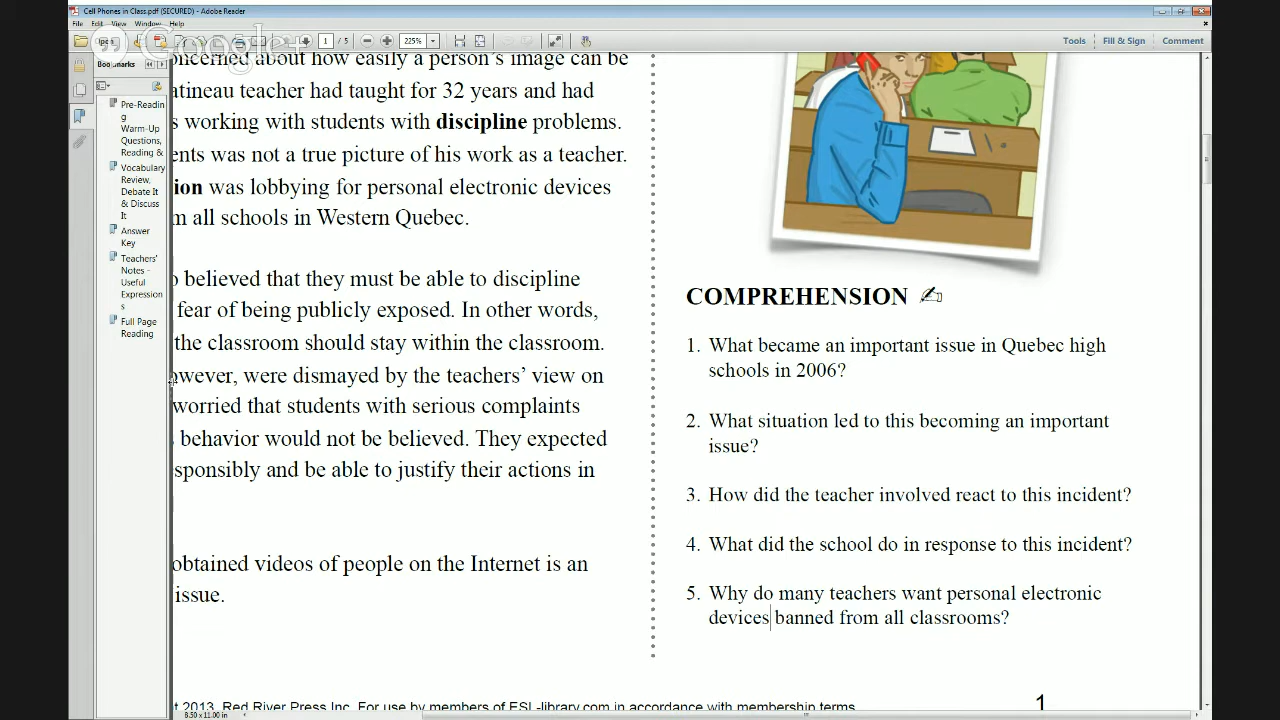 Cell Phones in Class.pdf (SECURED) - Adobe Reader
File Edit View Window Help
Open
1 / 5
225%
Tools
Fill & Sign
Comment
Google+
Bookmarks
Pre-Readin
g
Warm-Up
Questions,
Reading &
Vocabulary
Review,
Debate It
& Discuss
It
Answer
Key
Teachers'
Notes -
Useful
Expression
s
Full Page
Reading
oncerned about how easily a person's image can be
atineau teacher had taught for 32 years and had
s working with students with discipline problems.
ents was not a true picture of his work as a teacher.
ion was lobbying for personal electronic devices
m all schools in Western Quebec.
o believed that they must be able to discipline
fear of being publicly exposed. In other words,
the classroom should stay within the classroom.
owever, were dismayed by the teachers' view on
worried that students with serious complaints
behavior would not be believed. They expected
sponsibly and be able to justify their actions in
obtained videos of people on the Internet is an
issue.
COMPREHENSION
1. What became an important issue in Quebec high
schools in 2006?
2. What situation led to this becoming an important
issue?
3. How did the teacher involved react to this incident?
4. What did the school do in response to this incident?
5. Why do many teachers want personal electronic
devices banned from all classrooms?
2013, Red River Press Inc. For use by members of ESL-library.com in accordance with membership terms.
1
8.50 x 11.00 in